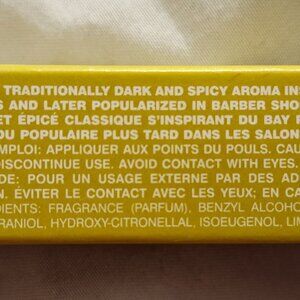 TRADITIONALLY DARK AND SPICY AROMA INS
S AND LATER POPULARIZED IN BARBER SHO
ET ÉPICÉ CLASSIQUE S'INSPIRANT DU BAY R
DU POPULAIRE PLUS TARD DANS LES SALON
EMPLOI: APPLIQUER AUX POINTS DU POULS. CAU
DISCONTINUE USE. AVOID CONTACT WITH EYES
DE: POUR UN USAGE EXTERNE PAR DES AD
N. ÉVITER LE CONTACT AVEC LES YEUX; EN CA
DIENTS: FRAGRANCE (PARFUM), BENZYL ALCOHO
RANIOL, HYDROXY-CITRONELLAL, ISOEUGENOL, LIM